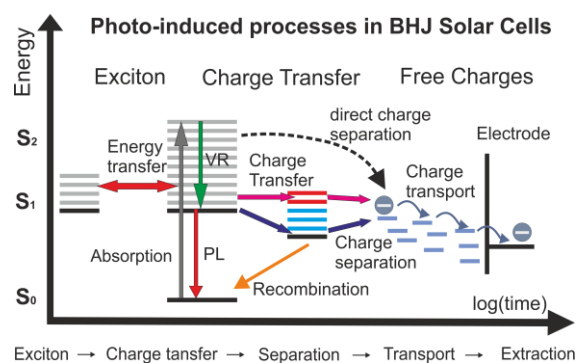 Photo-induced processes in BHJ Solar Cells
Energy
Exciton
Charge Transfer
Free Charges
S₂
direct charge
separation
Electrode
Energy
transfer
VR
Charge
Transfer
Charge
transport
S₁
−
−
Absorption
PL
Charge
separation
Recombination
S₀
log(time)
Exciton → Charge tansfer → Separation → Transport → Extraction